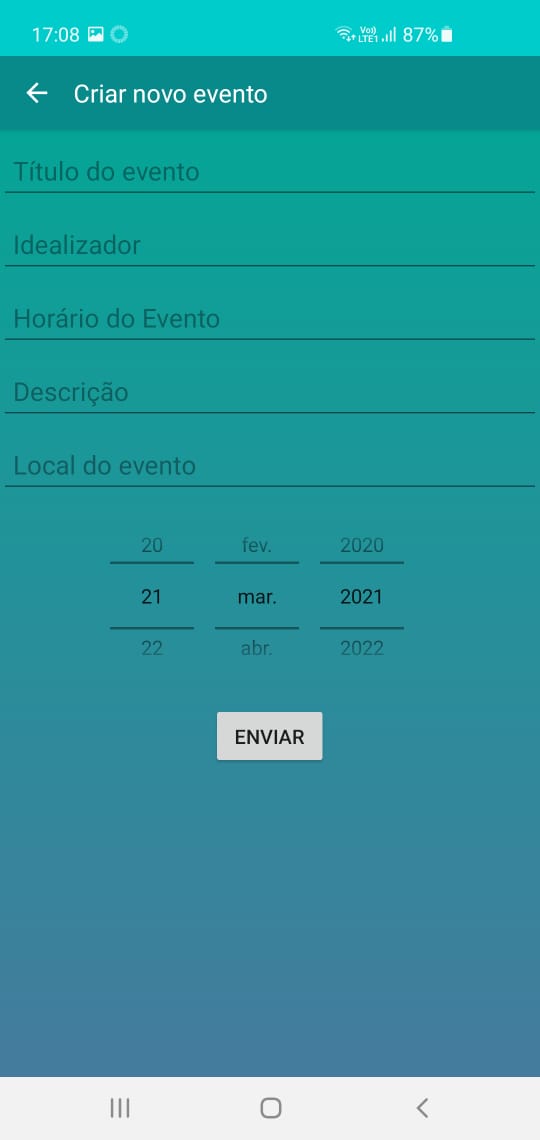 17:08 Vo)) LTE1 87%
Criar novo evento
Título do evento
Idealizador
Horário do Evento
Descrição
Local do evento
20 fev. 2020
21 mar. 2021
22 abr. 2022
ENVIAR